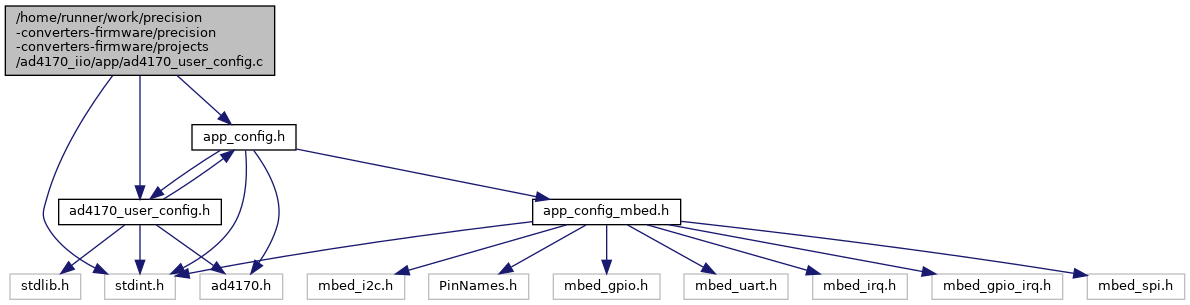 /home/runner/work/precision
-converters-firmware/precision
-converters-firmware/projects
/ad4170_iio/app/ad4170_user_config.c
app_config.h
ad4170_user_config.h
app_config_mbed.h
stdlib.h
stdint.h
ad4170.h
mbed_i2c.h
PinNames.h
mbed_gpio.h
mbed_uart.h
mbed_irq.h
mbed_gpio_irq.h
mbed_spi.h